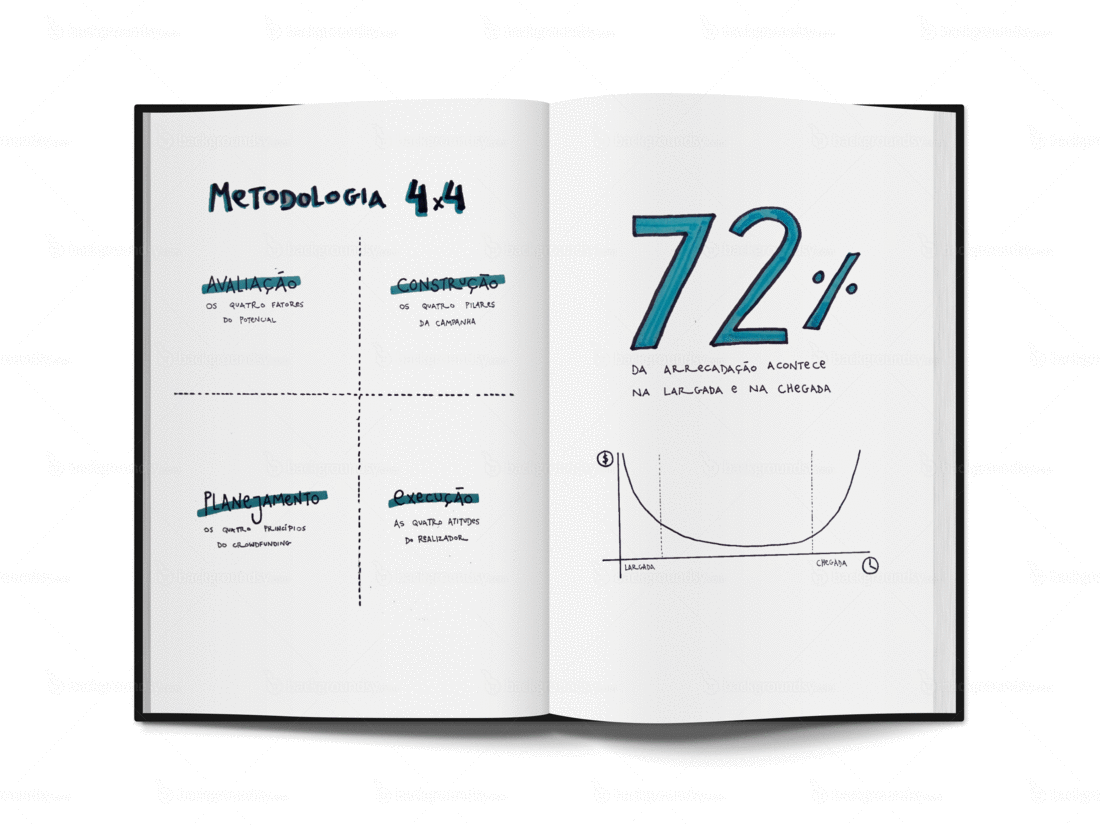 METODOLOGIA 4x4
AVALIAÇÃO
OS QUATRO FATORES
DO POTENCIAL
CONSTRUÇÃO
OS QUATRO PILARES
DA CAMPANHA
PLANEJAMENTO
OS QUATRO PRINCÍPIOS
DO CROWDFUNDING
EXECUÇÃO
AS QUATRO ATITUDES
DO REALIZADOR
72%
DA ARRECADAÇÃO ACONTECE
NA LARGADA E NA CHEGADA
$
LARGADA
CHEGADA